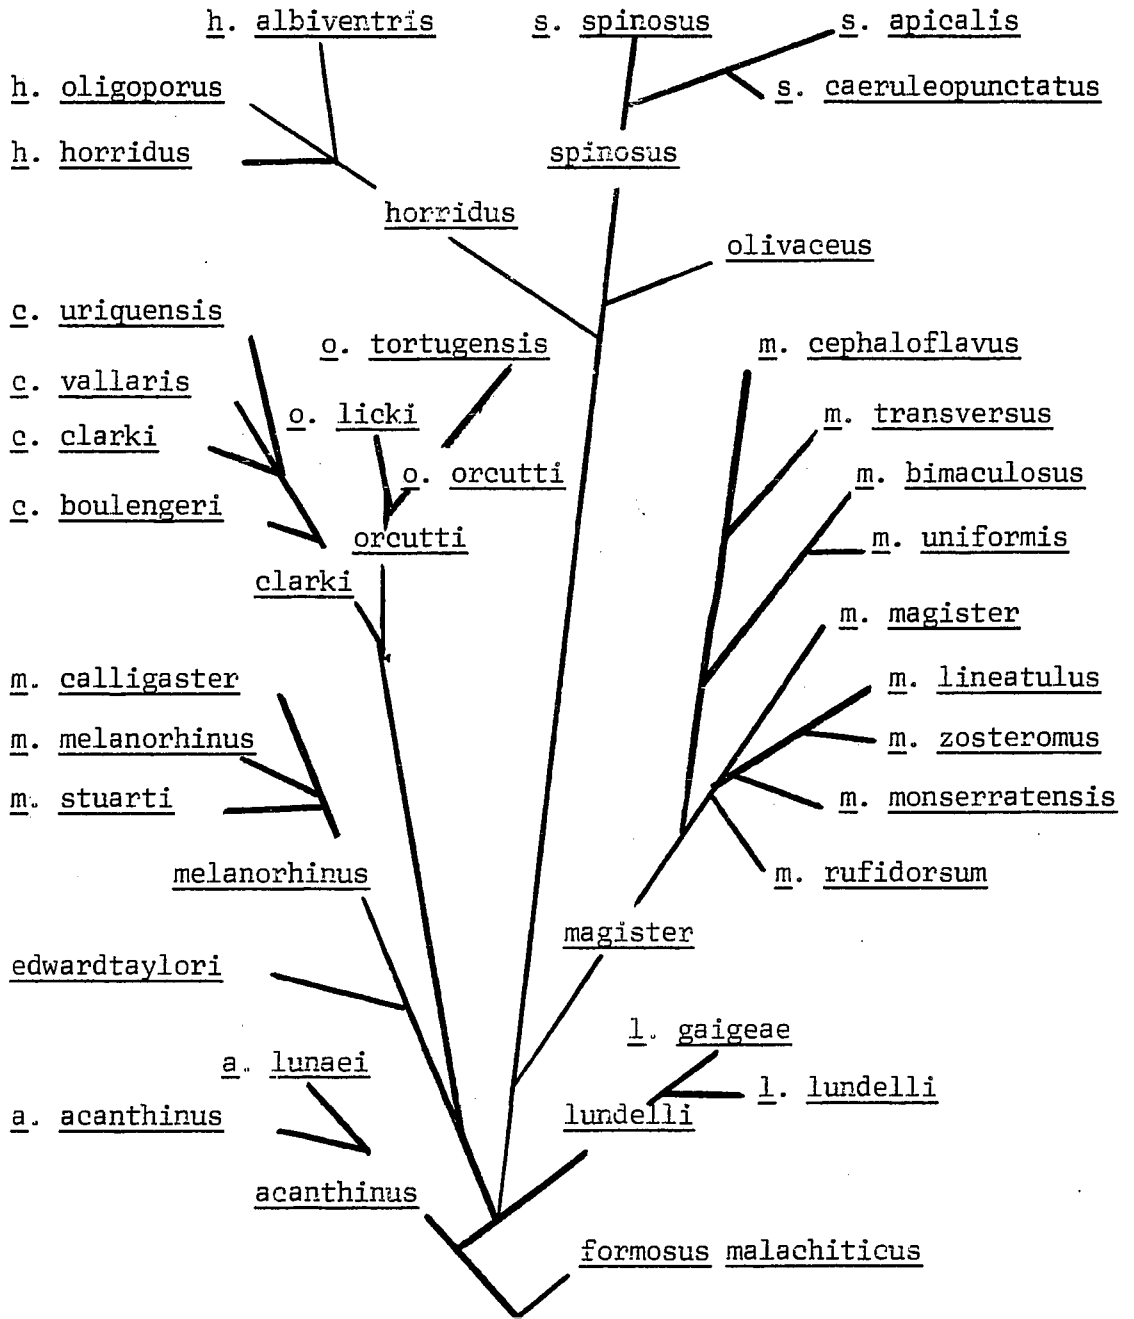 h. albiventris
s. spinosus
s. apicalis
h. oligoporus
s. caeruleopunctatus
h. horridus
spinosus
horridus
olivaceus
c. uriquensis
o. tortugensis
m. cephaloflavus
c. vallaris
o. licki
m. transversus
c. clarki
o. orcutti
m. bimaculosus
c. boulengeri
orcutti
m. uniformis
clarki
m. magister
m. calligaster
m. lineatulus
m. melanorhinus
m. zosteromus
m. stuarti
m. monserratensis
melanorhinus
m. rufidorsum
magister
edwardtaylori
l. gaigeae
a. lunaei
l. lundelli
a. acanthinus
lundelli
acanthinus
formosus malachiticus